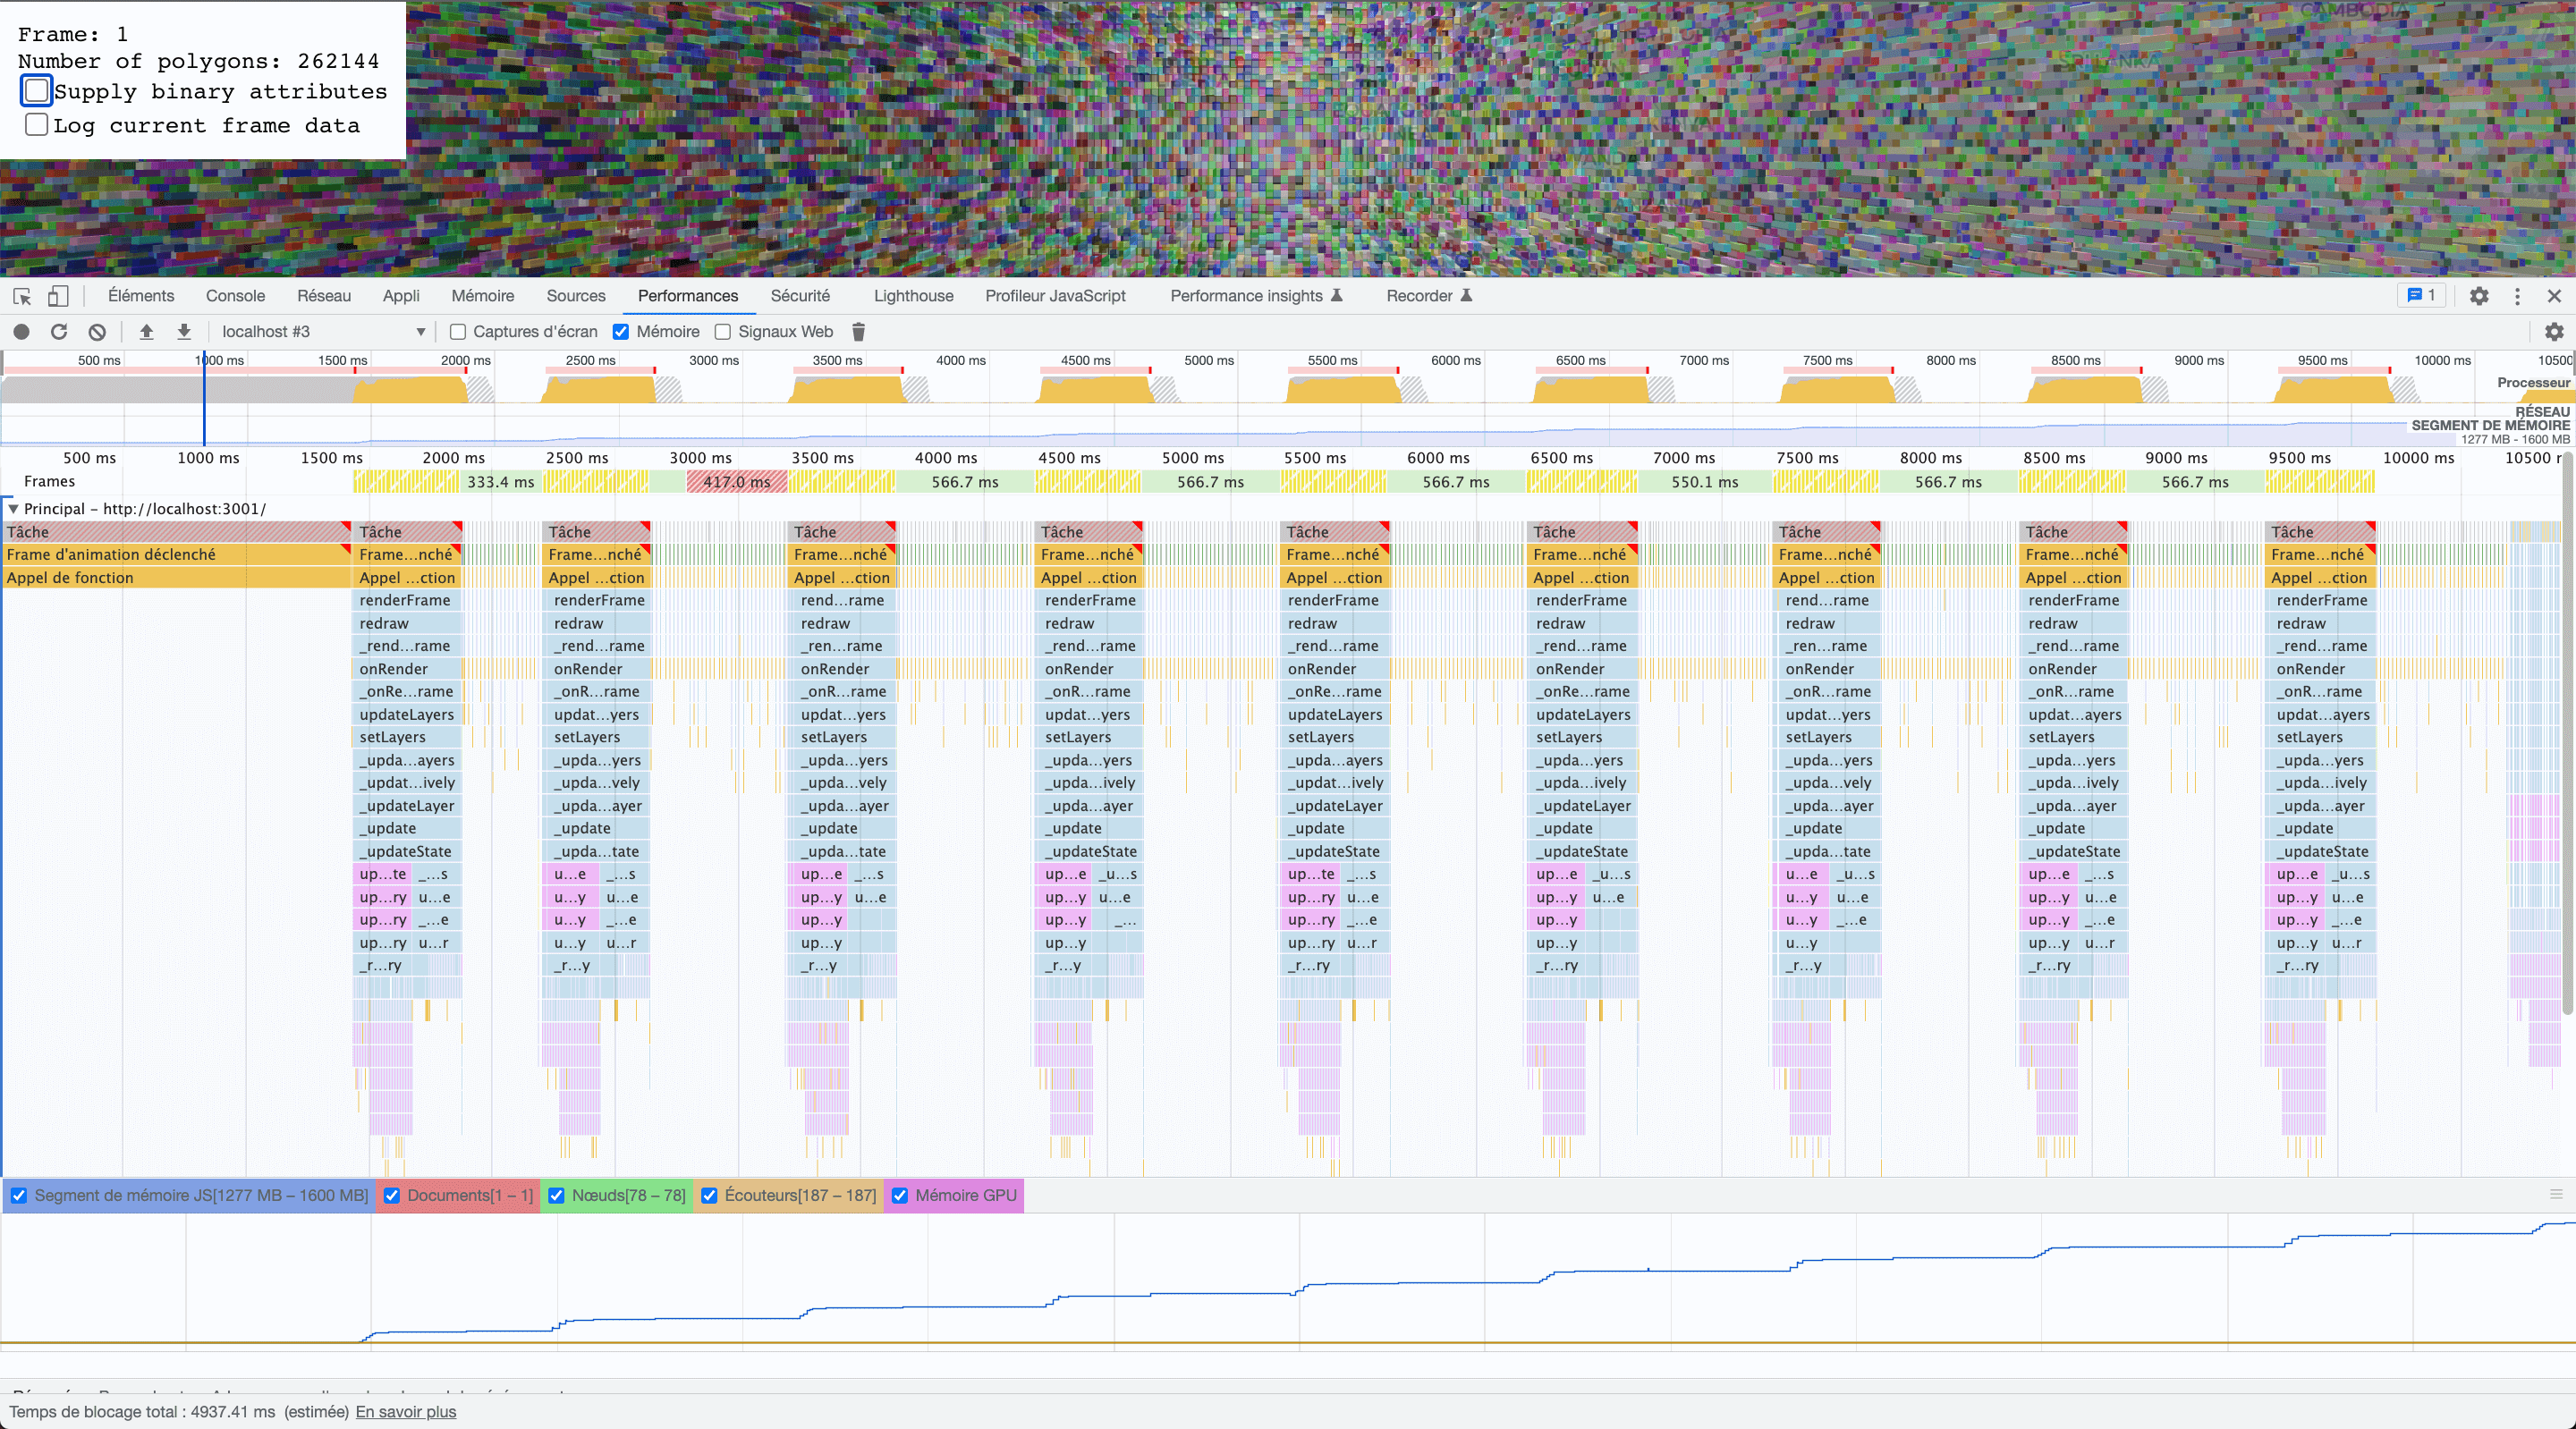 Frame: 1
Number of polygons: 262144
Supply binary attributes
Log current frame data
CAMBODIA
SRI LANKA
Éléments Console Réseau Appli Mémoire Sources Performances Sécurité Lighthouse Profileur JavaScript Performance insights Recorder 1
localhost #3 Captures d'écran Mémoire Signaux Web
500 ms 1000 ms 1500 ms 2000 ms 2500 ms 3000 ms 3500 ms 4000 ms 4500 ms 5000 ms 5500 ms 6000 ms 6500 ms 7000 ms 7500 ms 8000 ms 8500 ms 9000 ms 9500 ms 10000 ms 10500
Processeur
RÉSEAU
SEGMENT DE MÉMOIRE
1277 MB - 1600 MB
500 ms 1000 ms 1500 ms 2000 ms 2500 ms 3000 ms 3500 ms 4000 ms 4500 ms 5000 ms 5500 ms 6000 ms 6500 ms 7000 ms 7500 ms 8000 ms 8500 ms 9000 ms 9500 ms 10000 ms 10500 r
Frames 333.4 ms 417.0 ms 566.7 ms 566.7 ms 566.7 ms 550.1 ms 566.7 ms 566.7 ms
Principal – http://localhost:3001/
Tâche Tâche Tâche Tâche Tâche Tâche Tâche Tâche Tâche Tâche
Frame d'animation déclenché Frame…nché Frame…nché Frame…nché Frame…nché Frame…nché Frame…nché Frame…nché Frame…nché Frame…nché
Appel de fonction Appel …ction Appel …ction Appel …ction Appel …ction Appel …ction Appel …ction Appel …ction Appel …ction Appel …ction
renderFrame renderFrame rend…rame renderFrame renderFrame renderFrame rend…rame renderFrame renderFrame
redraw redraw redraw redraw redraw redraw redraw redraw redraw
_rend…rame _rend…rame _ren…rame _rend…rame _rend…rame _rend…rame _ren…rame _rend…rame _rend…rame
onRender onRender onRender onRender onRender onRender onRender onRender onRender
_onRe…rame _onR…rame _onR…rame _onR…rame _onRe…rame _onRe…rame _onR…rame _onR…rame _onR…rame
updateLayers updat…yers updat…yers updat…yers updateLayers updateLayers updat…yers updat…ayers updat…ayers
setLayers setLayers setLayers setLayers setLayers setLayers setLayers setLayers setLayers
_upda…ayers _upda…yers _upda…yers _upda…yers _upda…ayers _upda…yers _upda…yers _upda…yers _upda…yers
_updat…ively _upda…vely _upda…vely _upda…ively _updat…ively _upda…ively _upda…vely _upda…ively _upda…ively
_updateLayer _upda…ayer _upda…ayer _upda…ayer _updateLayer _updateLayer _upda…ayer _upda…ayer _upda…ayer
_update _update _update _update _update _update _update _update _update
_updateState _upda…tate _upda…tate _updateState _updateState _updateState _upda…tate _updateState _updateState
up…te _…s u…e _…s up…e _…s up…e _u…s up…te _…s up…e _u…s u…e _u…s up…e _…s up…e _u…s
up…ry u…e u…y u…e up…y u…e up…y u…e up…ry u…e up…y u…e u…y u…e up…y u…e up…y u…e
up…ry _…e u…y _…e up…y up…y _… up…ry _…e up…y u…y _…e up…y _…e up…y _…e
up…ry u…r u…y u…r up…y up…y up…ry u…r up…y u…y up…y u…r up…y u…r
_r…ry _r…y _r…y _r…y _r…ry _r…y _r…y _r…ry _r…ry
Segment de mémoire JS[1277 MB – 1600 MB] Documents[1 – 1] Nœuds[78 – 78] Écouteurs[187 – 187] Mémoire GPU
Temps de blocage total : 4937.41 ms (estimée) En savoir plus